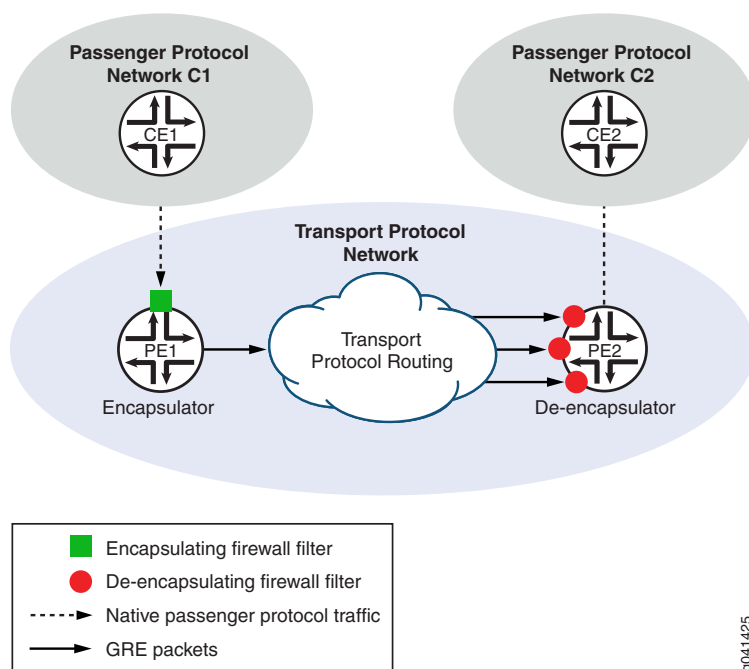 Passenger Protocol
Network C1
Passenger Protocol
Network C2
CE1
CE2
Transport Protocol
Network
PE1
Transport
Protocol Routing
PE2
Encapsulator
De-encapsulator
Encapsulating firewall filter
De-encapsulating firewall filter
Native passenger protocol traffic
GRE packets
g041425